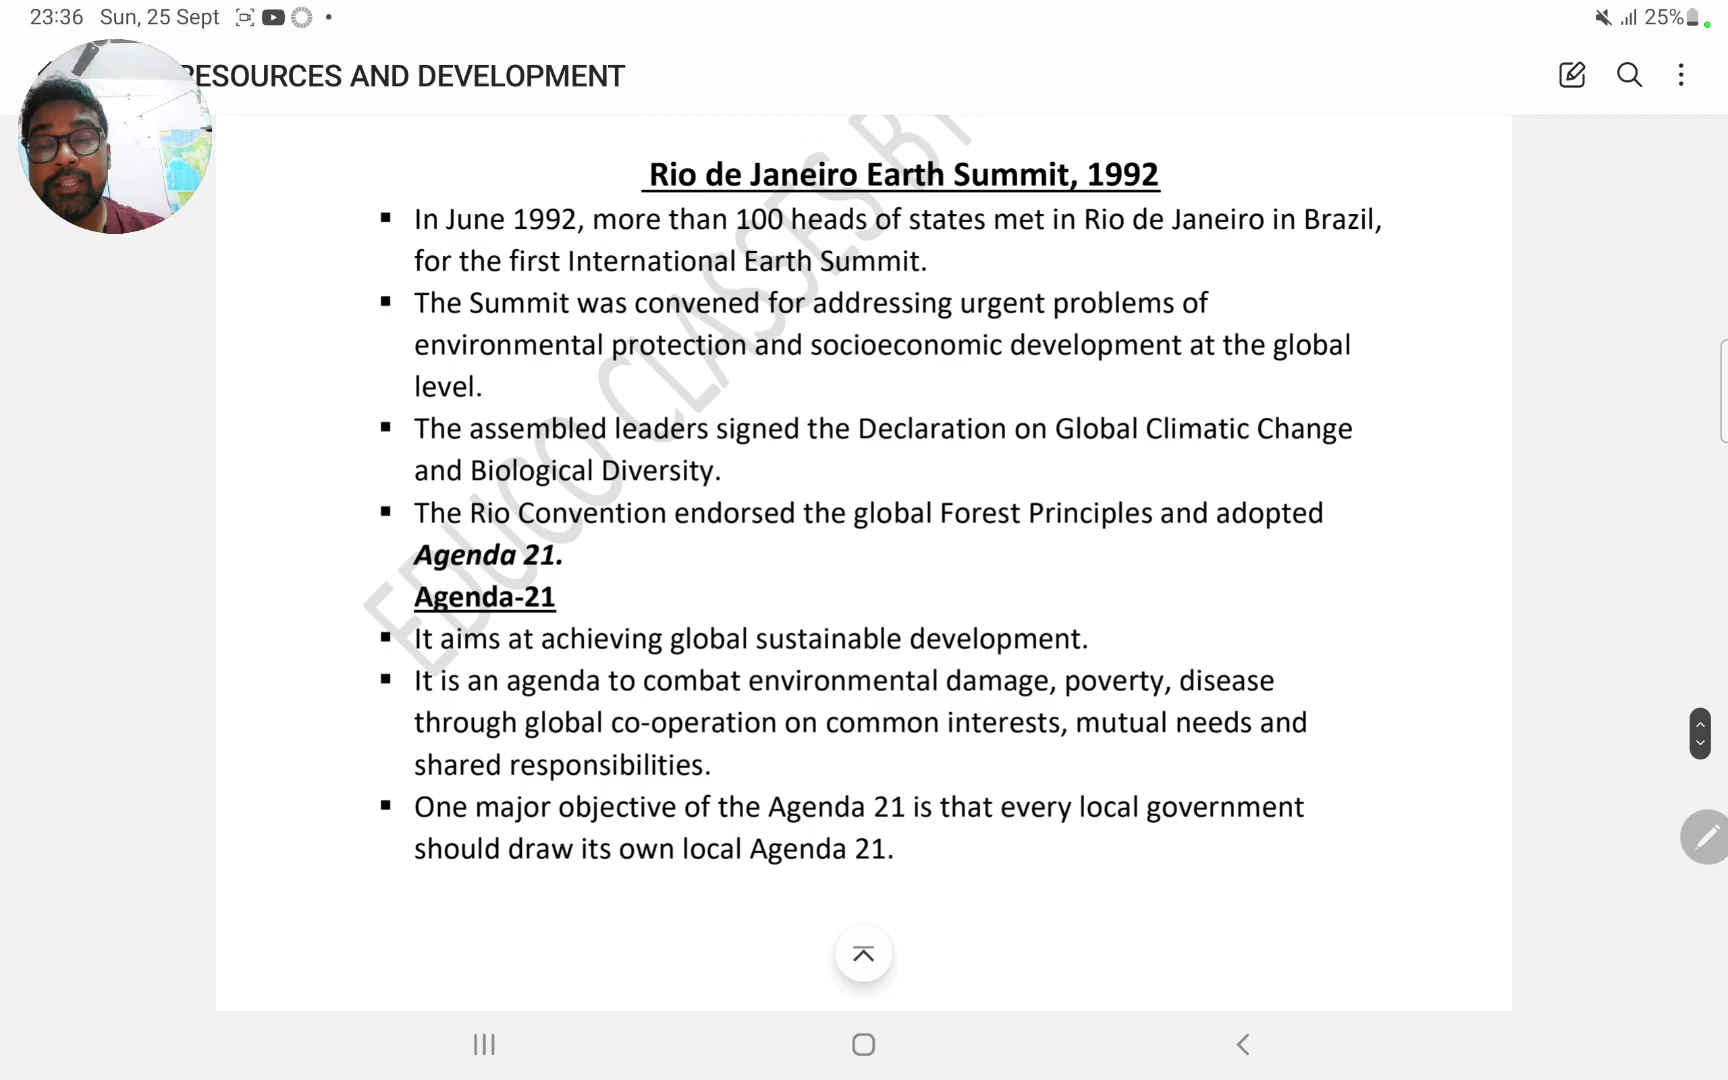 23:36 Sun, 25 Sept
25%
RESOURCES AND DEVELOPMENT
Rio de Janeiro Earth Summit, 1992
▪ In June 1992, more than 100 heads of states met in Rio de Janeiro in Brazil,
for the first International Earth Summit.
▪ The Summit was convened for addressing urgent problems of
environmental protection and socioeconomic development at the global
level.
▪ The assembled leaders signed the Declaration on Global Climatic Change
and Biological Diversity.
▪ The Rio Convention endorsed the global Forest Principles and adopted
Agenda 21.
Agenda-21
▪ It aims at achieving global sustainable development.
▪ It is an agenda to combat environmental damage, poverty, disease
through global co-operation on common interests, mutual needs and
shared responsibilities.
▪ One major objective of the Agenda 21 is that every local government
should draw its own local Agenda 21.
EDUCO CLASSES BY